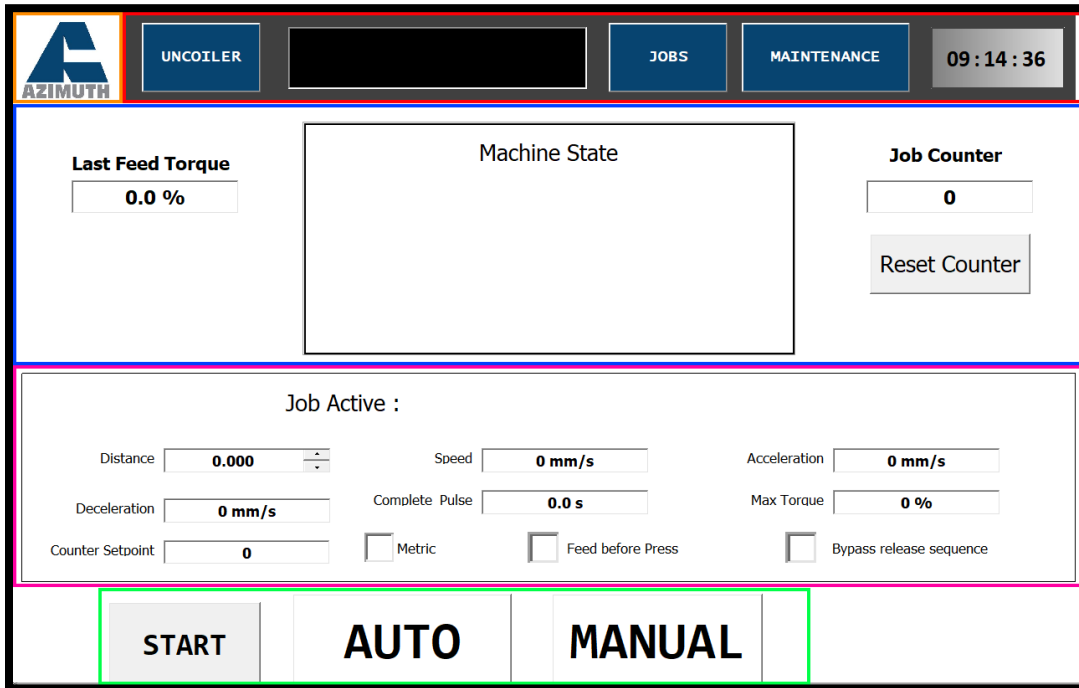 AZIMUTH
UNCOILER
JOBS
MAINTENANCE
09:14:36
Last Feed Torque
0.0 %
Machine State
Job Counter
0
Reset Counter
Job Active :
Distance 0.000
Speed 0 mm/s
Acceleration 0 mm/s
Deceleration 0 mm/s
Complete Pulse 0.0 s
Max Torque 0 %
Counter Setpoint 0
Metric
Feed before Press
Bypass release sequence
START
AUTO
MANUAL